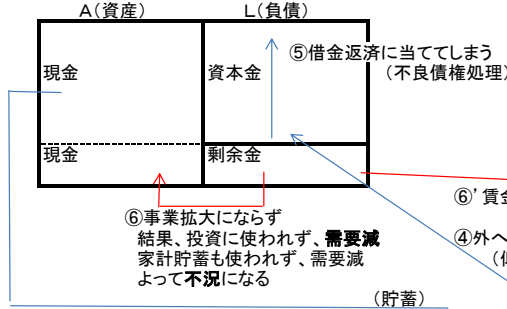 A(資産)
L(負債)
⑤借金返済に当ててしまう
(不良債権処理)
現金
資本金
現金
剰余金
⑥’賃金
⑥事業拡大にならず
結果、投資に使われず、需要減
家計貯蓄も使われず、需要減
よって不況になる
④外へ
(貯蓄)